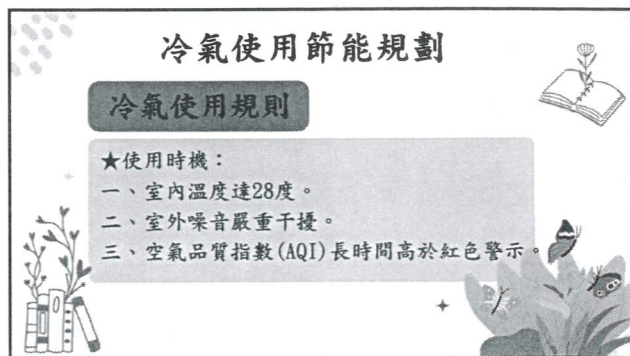 冷氣使用節能規劃
冷氣使用規則
★使用時機：
一、室內溫度達28度。
二、室外噪音嚴重干擾。
三、空氣品質指數(AQI)長時間高於紅色警示。